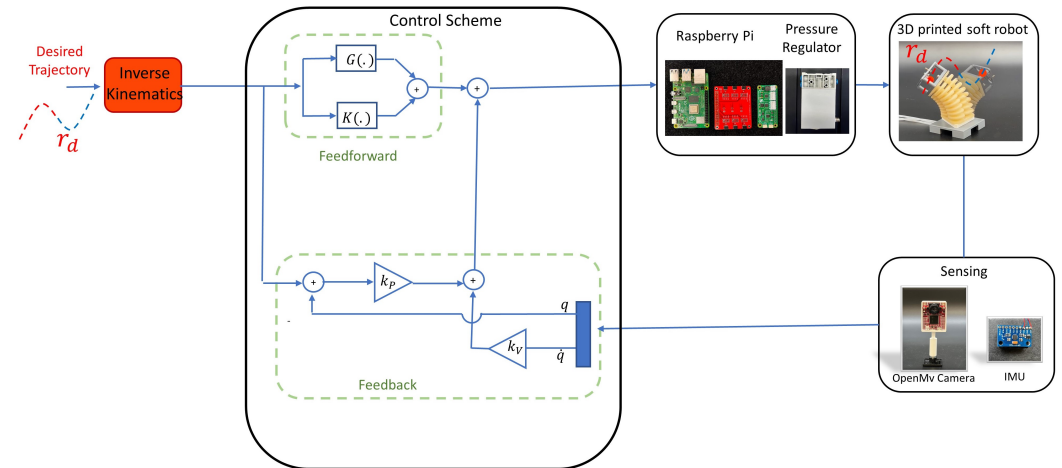 Control Scheme
Desired
Trajectory
r_d
Inverse
Kinematics
G(.)
K(.)
+
+
Feedforward
Raspberry Pi
Pressure
Regulator
3D printed soft robot
r_d
+
k_P
+
-
q
k_V
q̇
Feedback
Sensing
OpenMv Camera
IMU